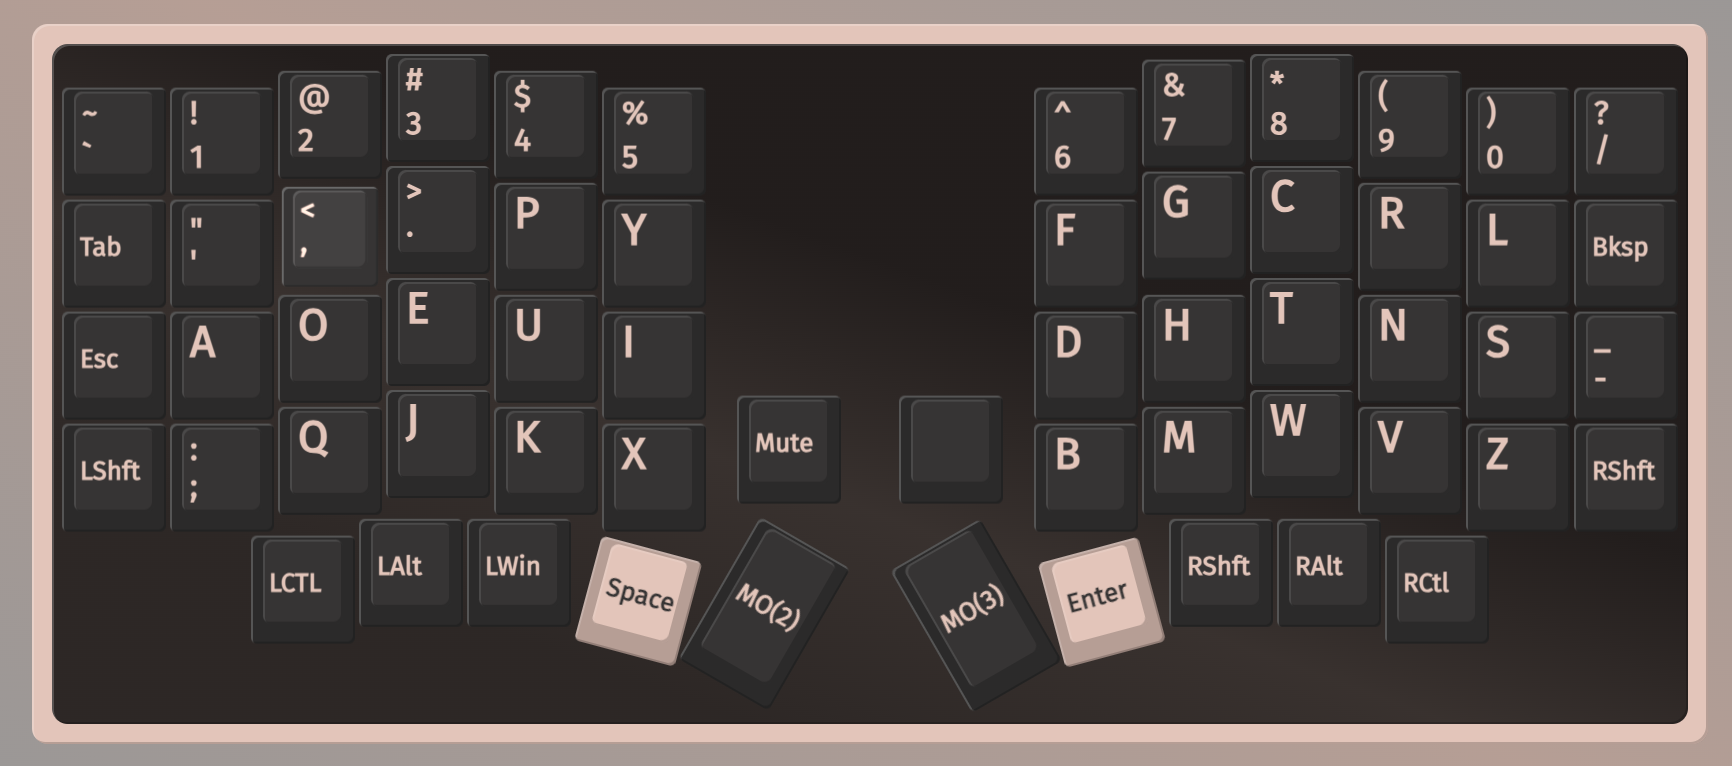 ~ ! @ # $ % ^ & * ( ) ?
` 1 2 3 4 5 6 7 8 9 0 /
Tab " ' < , > . P Y F G C R L Bksp
Esc A O E U I D H T N S _ -
LShft : ; Q J K X Mute B M W V Z RShft
LCTL LAlt LWin Space MO(2) MO(3) Enter RShft RAlt RCtl